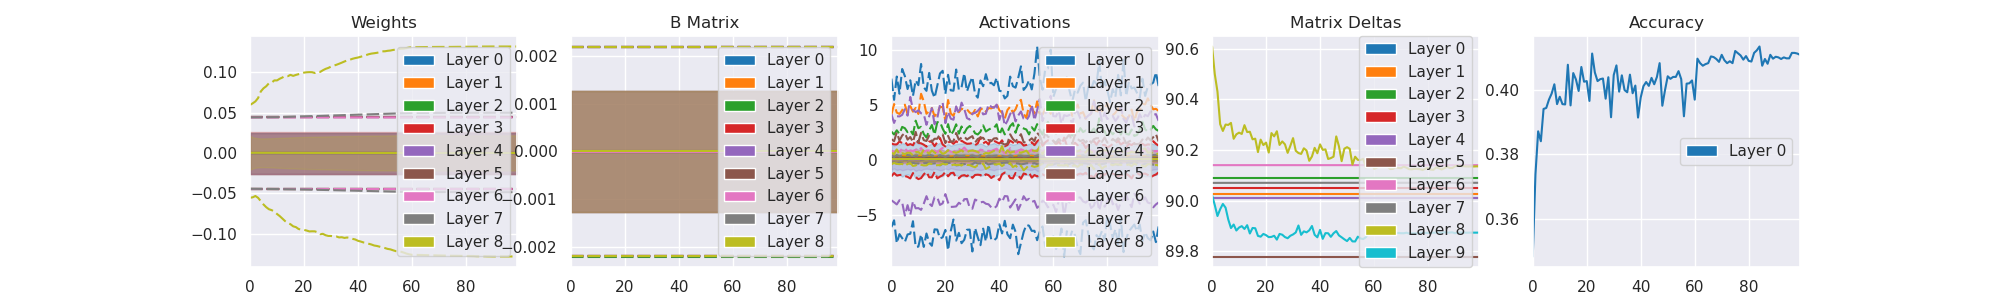 Weights
0.10
0.05
0.00
−0.05
−0.10
0 20 40 60 80
Layer 0
Layer 1
Layer 2
Layer 3
Layer 4
Layer 5
Layer 6
Layer 7
Layer 8
B Matrix
0.002
0.001
0.000
−0.001
−0.002
0 20 40 60 80
Layer 0
Layer 1
Layer 2
Layer 3
Layer 4
Layer 5
Layer 6
Layer 7
Layer 8
Activations
10
5
0
−5
0 20 40 60 80
Layer 0
Layer 1
Layer 2
Layer 3
Layer 4
Layer 5
Layer 6
Layer 7
Layer 8
Matrix Deltas
90.6
90.4
90.2
90.0
89.8
0 20 40 60 80
Layer 0
Layer 1
Layer 2
Layer 3
Layer 4
Layer 5
Layer 6
Layer 7
Layer 8
Layer 9
Accuracy
0.40
0.38
0.36
0 20 40 60 80
Layer 0